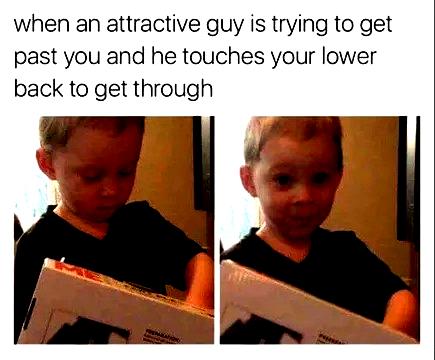 when an attractive guy is trying to get
past you and he touches your lower
back to get through